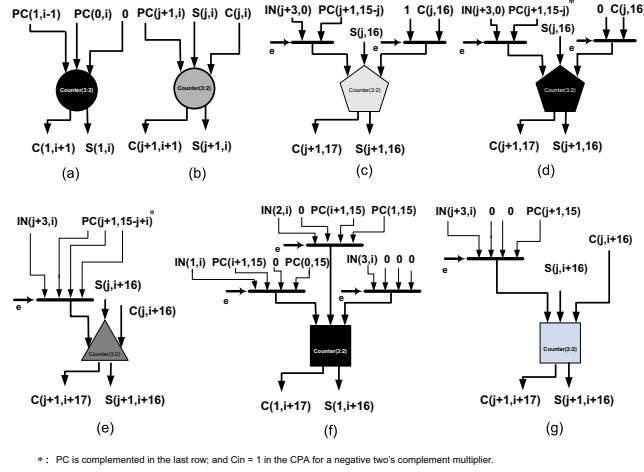 PC(1,i-1) PC(0,i) 0
Counter(3:2)
C(1,i+1) S(1,i)
(a)
PC(j+1,i) S(j,i) C(j,i)
Counter(3:2)
C(j+1,i+1) S(j+1,i)
(b)
IN(j+3,0) PC(j+1,15-j) 1 C(j,16)
S(j,16)
e
Counter(3:2)
C(j+1,17) S(j+1,16)
(c)
IN(j+3,0) PC(j+1,15-j)* 0 C(j,16)
S(j,16)
e
Counter(3:2)
C(j+1,17) S(j+1,16)
(d)
IN(j+3,i) PC(j+1,15-j+i)*
e
S(j,i+16)
C(j,i+16)
Counter(3:2)
C(j+1,i+17) S(j+1,i+16)
(e)
IN(2,i) 0 PC(i+1,15) PC(1,15)
e
IN(1,i) PC(i+1,15) 0 PC(0,15) IN(3,i) 0 0 0
e e
Counter(3:2)
C(1,i+17) S(1,i+16)
(f)
IN(j+3,i) 0 0 PC(j+1,15)
C(j,i+16)
e
S(j,i+16)
Counter(3:2)
C(j+1,i+17) S(j+1,i+16)
(g)
* : PC is complemented in the last row; and Cin = 1 in the CPA for a negative two's complement multiplier.